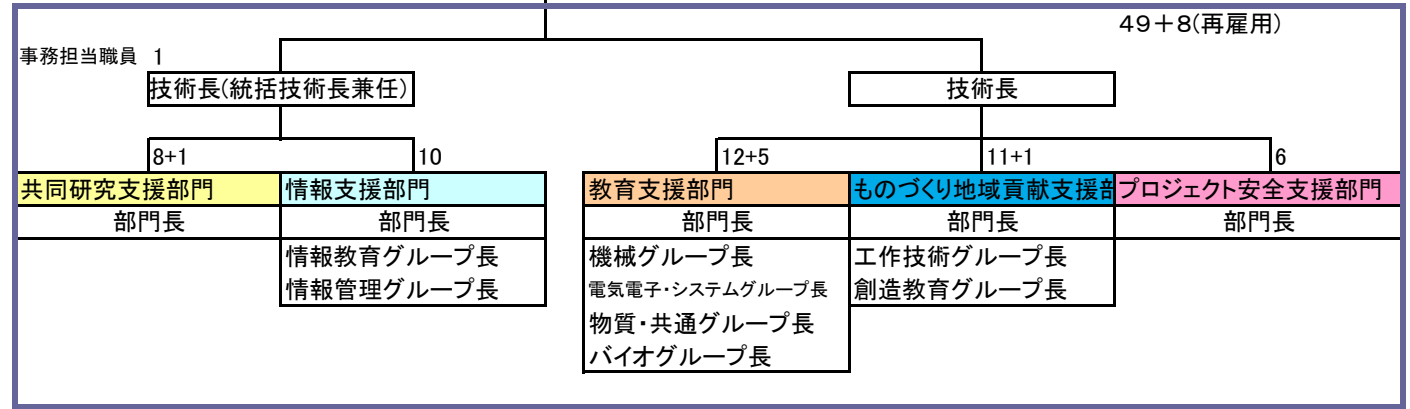 49+8(再雇用)
事務担当職員 1
技術長(統括技術長兼任)
技術長
8+1
10
12+5
11+1
6
共同研究支援部門
情報支援部門
教育支援部門
ものづくり地域貢献支援部
プロジェクト安全支援部門
部門長
部門長
部門長
部門長
部門長
情報教育グループ長
情報管理グループ長
機械グループ長
電気電子・システムグループ長
物質・共通グループ長
バイオグループ長
工作技術グループ長
創造教育グループ長